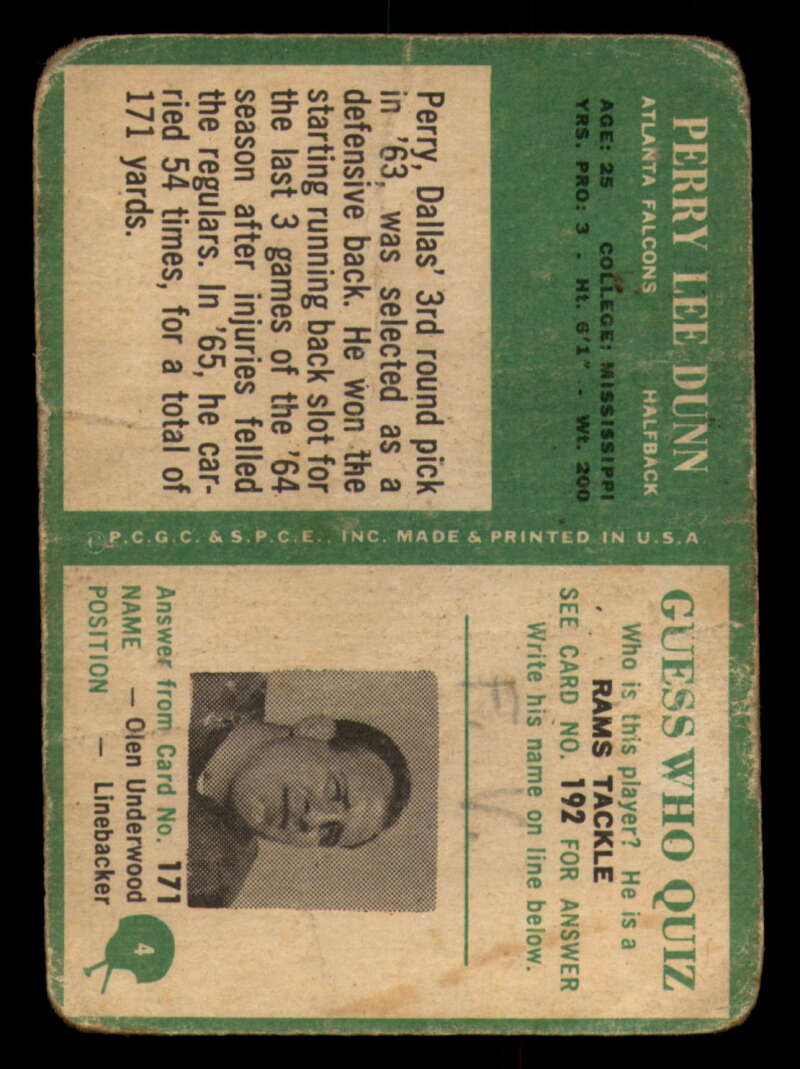 PERRY LEE DUNN
ATLANTA FALCONS HALFBACK
AGE: 25 COLLEGE: MISSISSIPPI
YRS. PRO: 3 - Ht. 6'1" - Wt. 200
Perry, Dallas' 3rd round pick
in '63, was selected as a
defensive back. He won the
starting running back slot for
the last 3 games of the '64
season after injuries felled
the regulars. In '65, he car-
ried 54 times, for a total of
171 yards.
©P.C.G.C. & S.P.C.E., INC. MADE & PRINTED IN U.S.A.
GUESS WHO QUIZ
Who is this player? He is a
RAMS TACKLE
SEE CARD NO. 192 FOR ANSWER
Write his name on line below.
F.V.
Answer from Card No. 171
NAME — Olen Underwood
POSITION — Linebacker
4